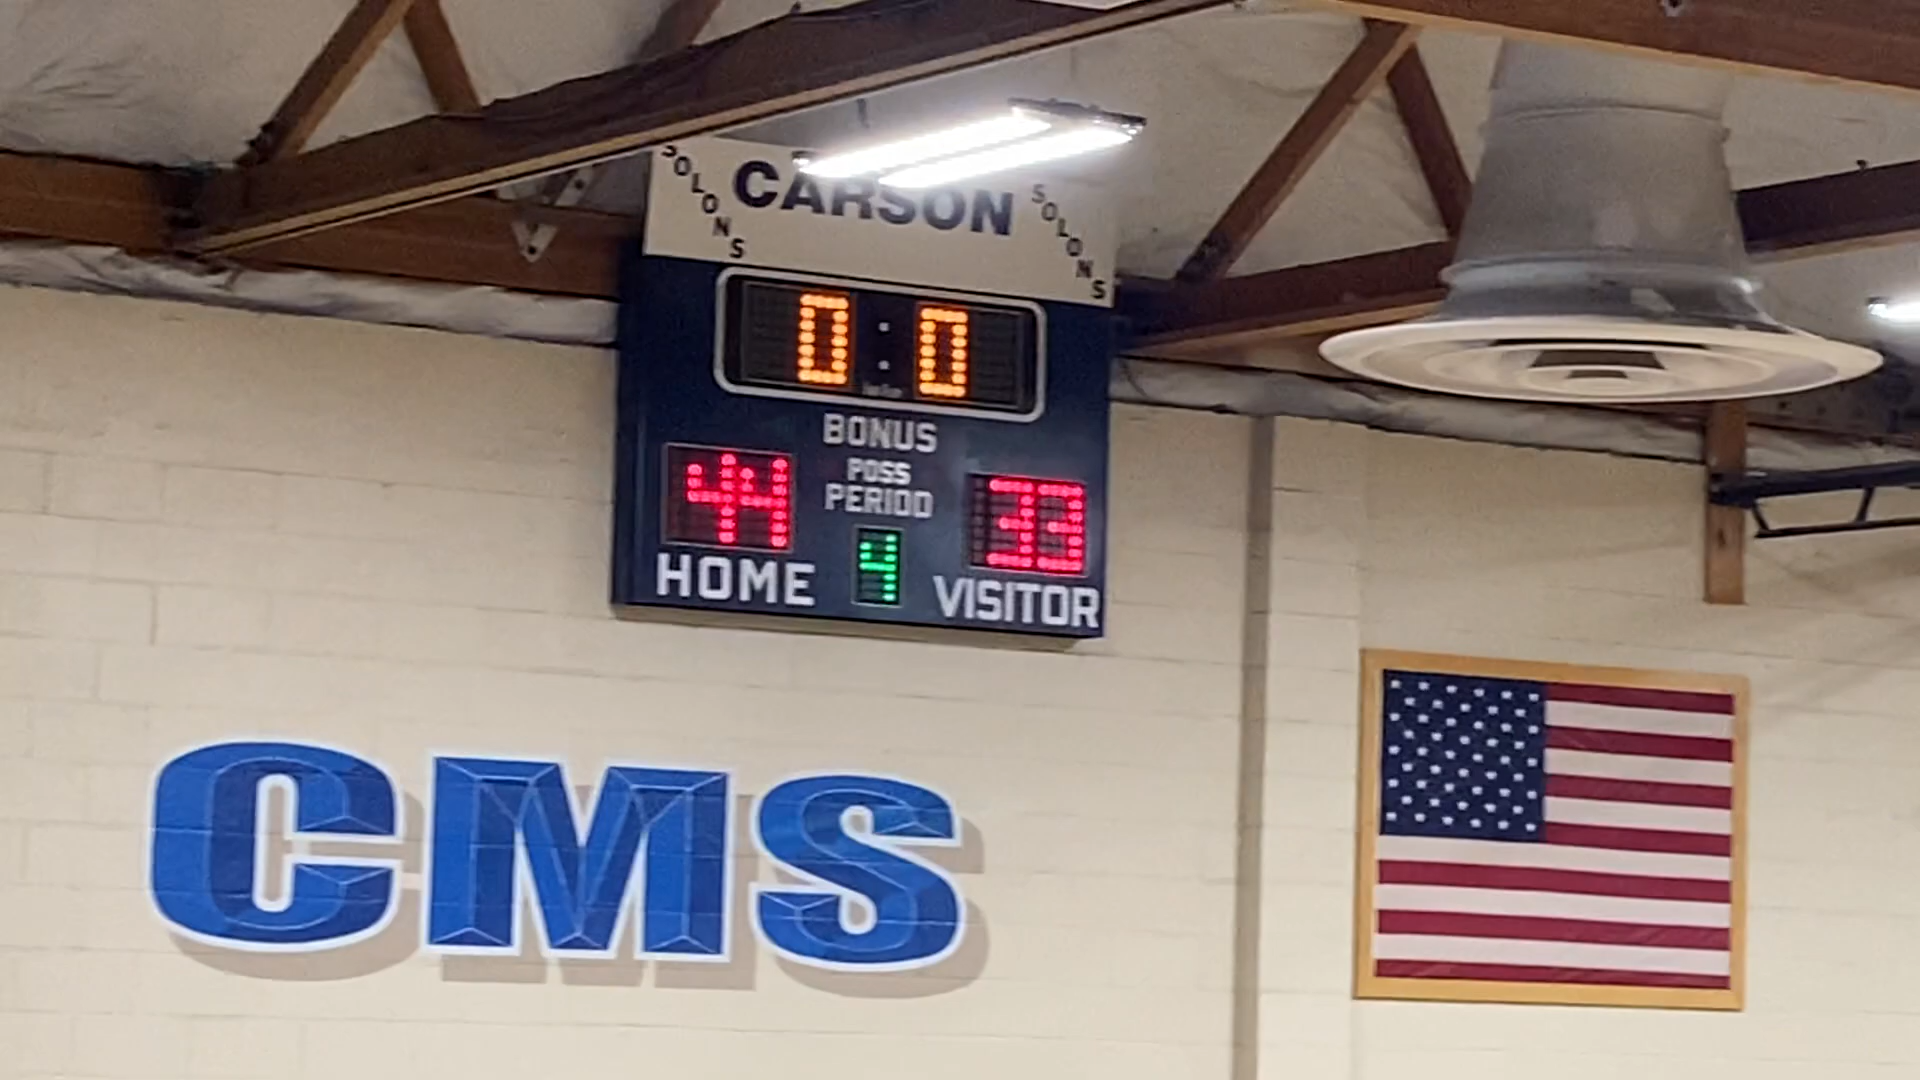 SOLONS CARSON SOLONS
0:0
BONUS
POSS
PERIOD
44 4 33
HOME VISITOR
CMS